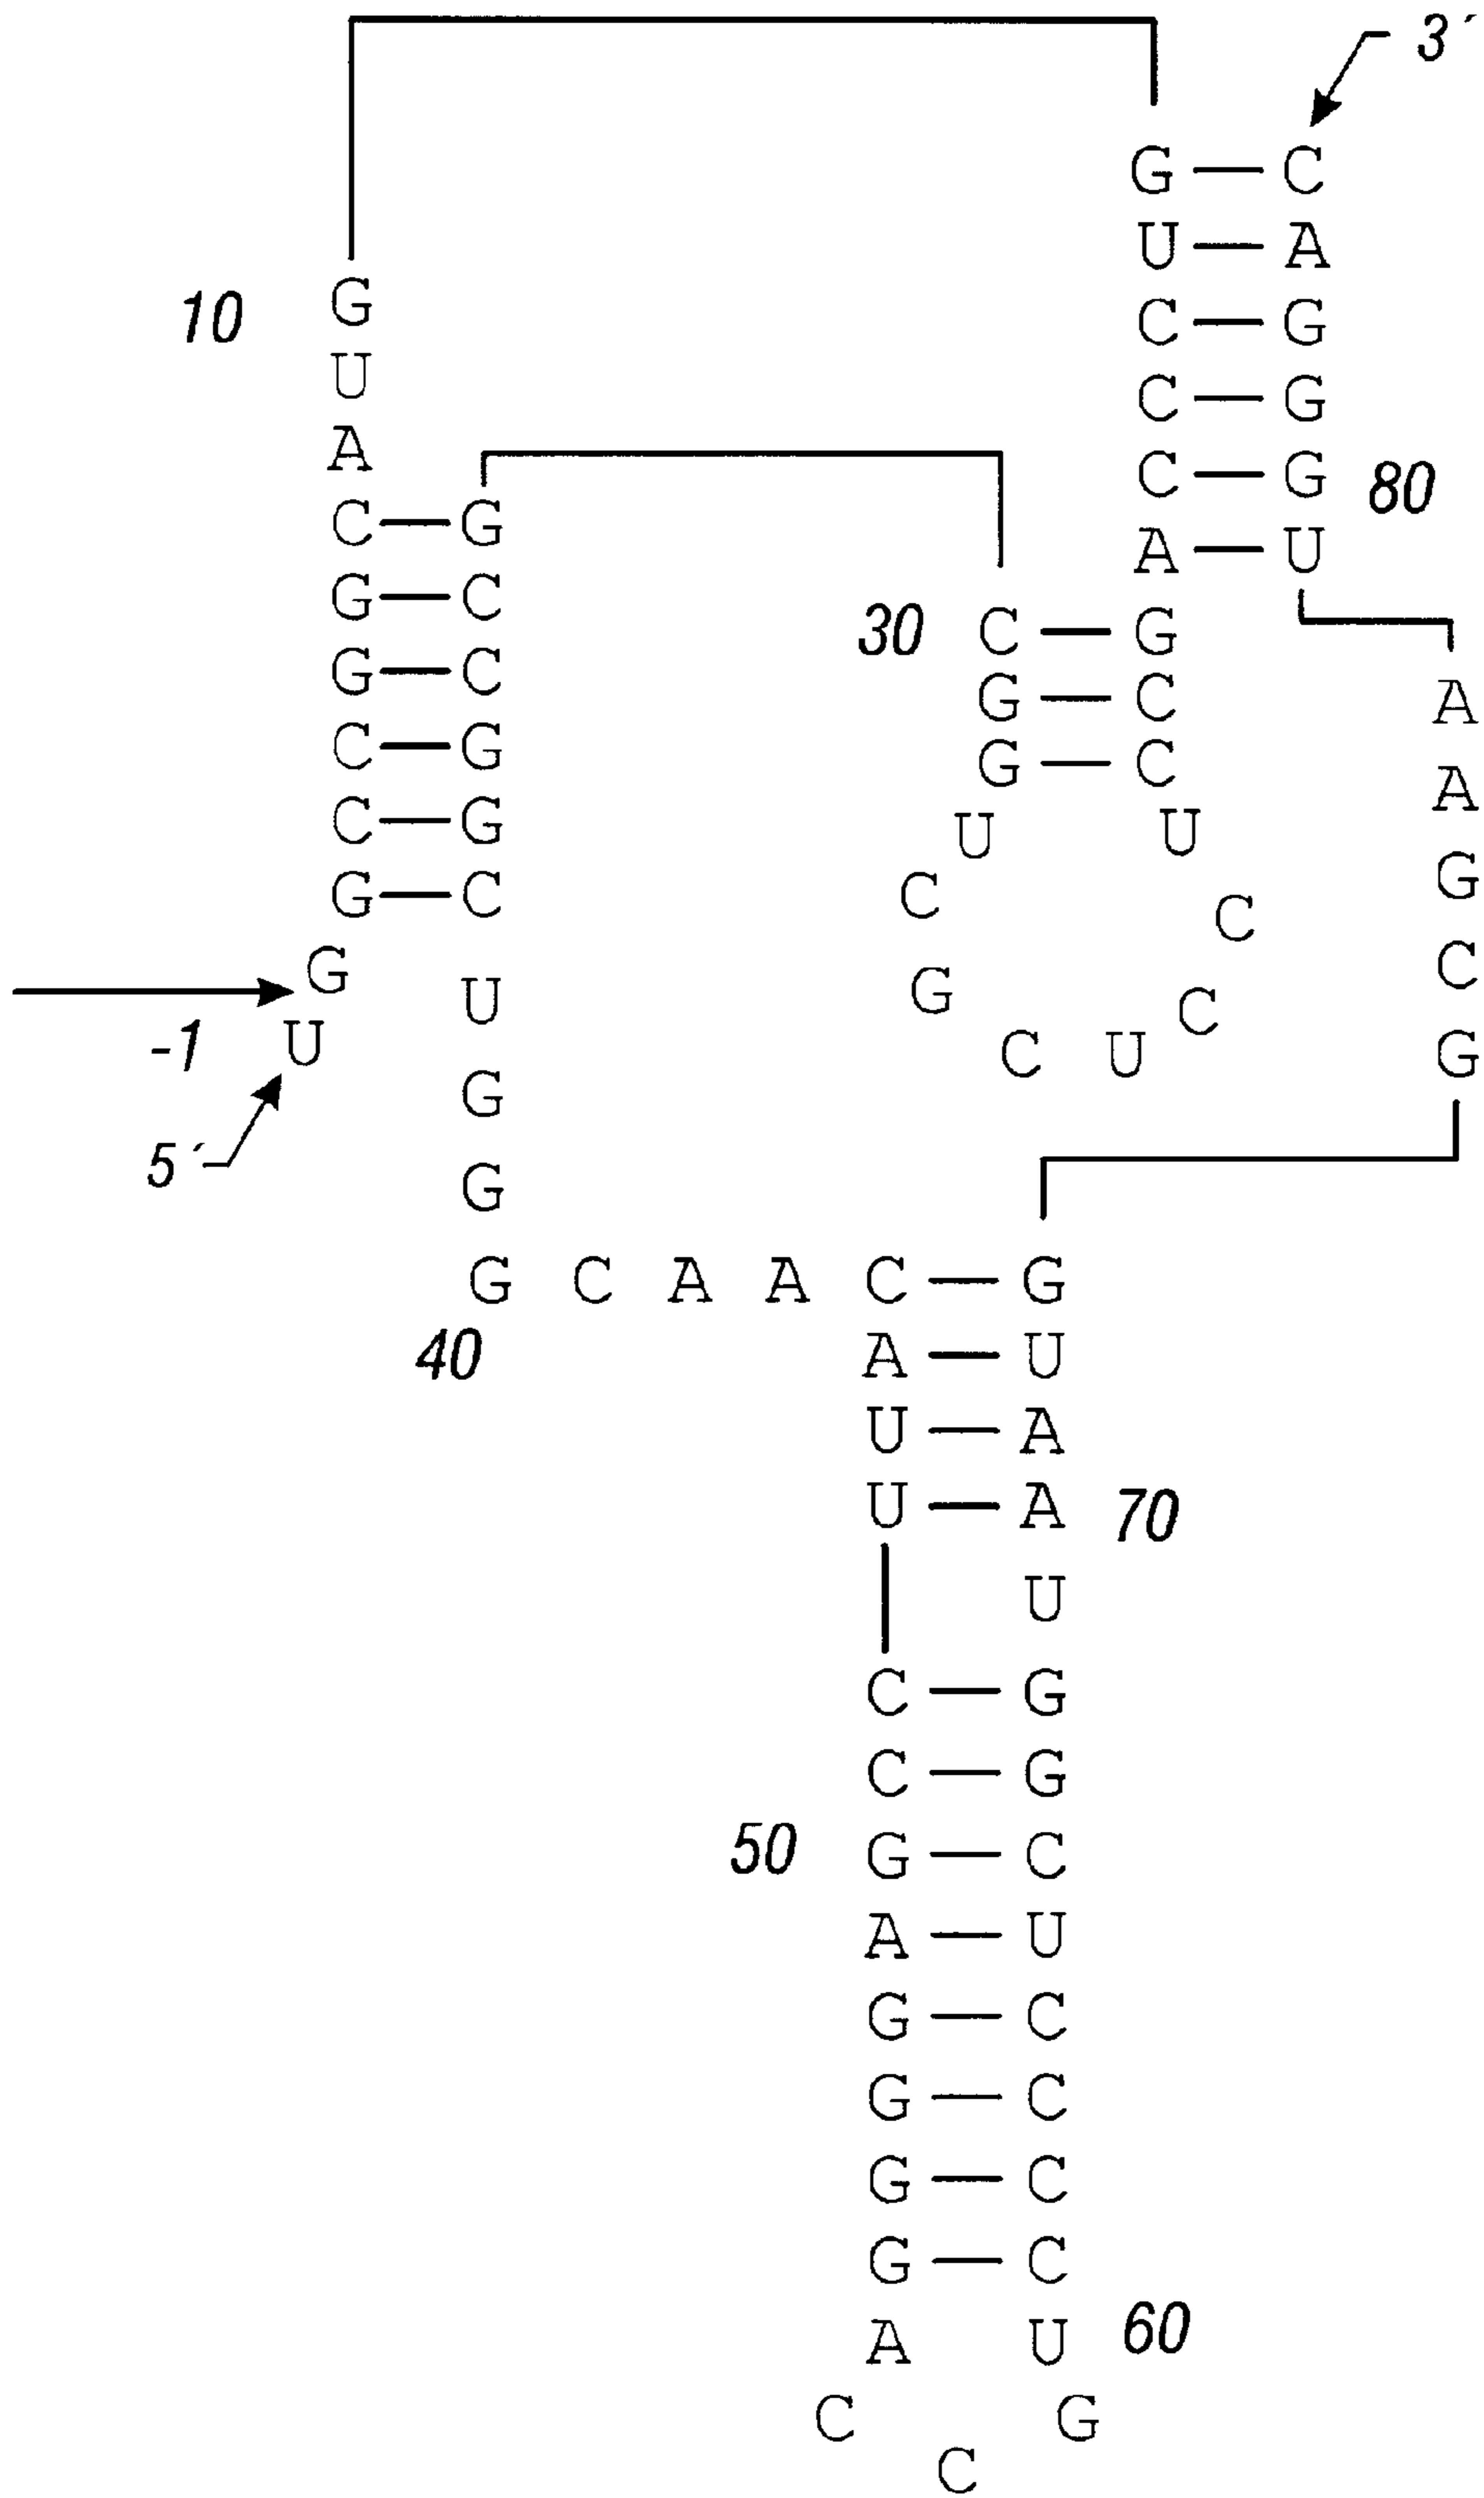 3´
G C
U A
10 G C G
U C G
A C G 80
C G A U
G C 30 C G
G C G C A
C G G C A
C G U U G
G C C C
G U G C C
-1 U C U G
5´ G
G
G C A A C G
40 A U
U A
U A 70
U
C G
C G
50 G C
A U
G C
G C
G C
G C
A U 60
C G
C